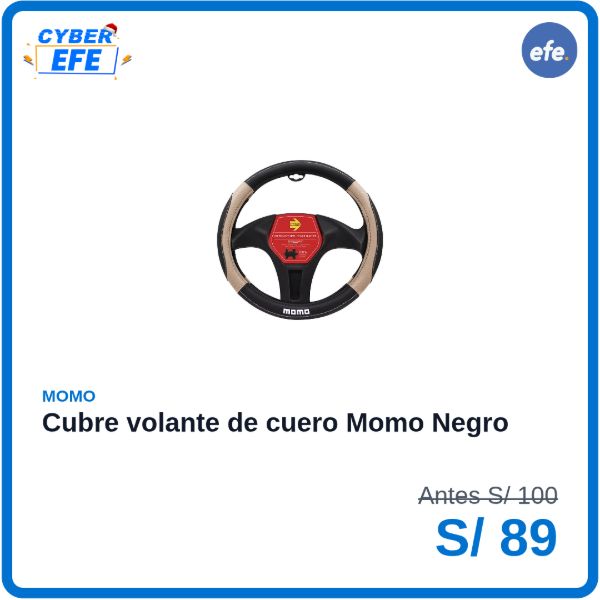 CYBER
EFE
efe.
momo
MOMO
Cubre volante de cuero Momo Negro
Antes S/ 100
S/ 89